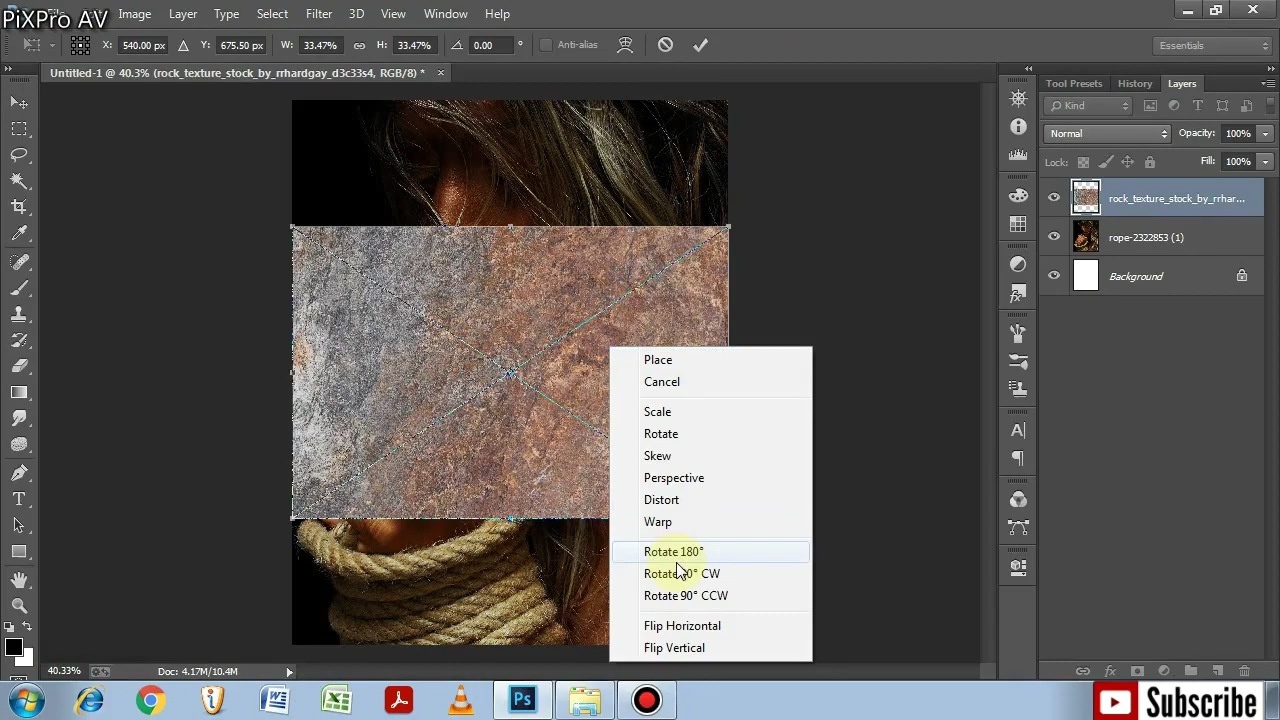 PiXPro AV
Image Layer Type Select Filter 3D View Window Help
X: 540.00 px Y: 675.50 px W: 33.47% H: 33.47% 0.00 ° Anti-alias Essentials
Untitled-1 @ 40.3% (rock_texture_stock_by_rrhardgay_d3c33s4, RGB/8) * ×
Tool Presets History Layers
Kind
Normal Opacity: 100%
Lock: Fill: 100%
rock_texture_stock_by_rrhar...
rope-2322853 (1)
Background
Place
Cancel
Scale
Rotate
Skew
Perspective
Distort
Warp
Rotate 180°
Rotate 90° CW
Rotate 90° CCW
Flip Horizontal
Flip Vertical
40.33% Doc: 4.17M/10.4M
Ps
Subscribe